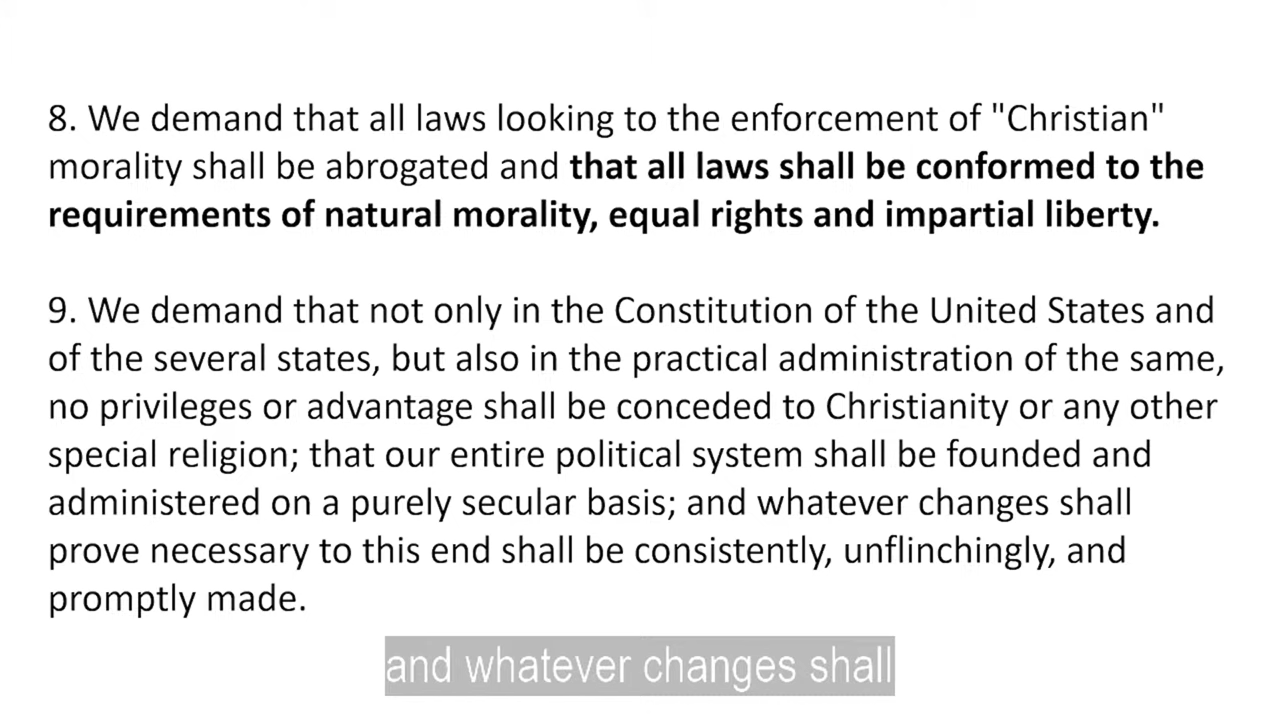 8. We demand that all laws looking to the enforcement of "Christian"
morality shall be abrogated and that all laws shall be conformed to the
requirements of natural morality, equal rights and impartial liberty.
9. We demand that not only in the Constitution of the United States and
of the several states, but also in the practical administration of the same,
no privileges or advantage shall be conceded to Christianity or any other
special religion; that our entire political system shall be founded and
administered on a purely secular basis; and whatever changes shall
prove necessary to this end shall be consistently, unflinchingly, and
promptly made.
and whatever changes shall